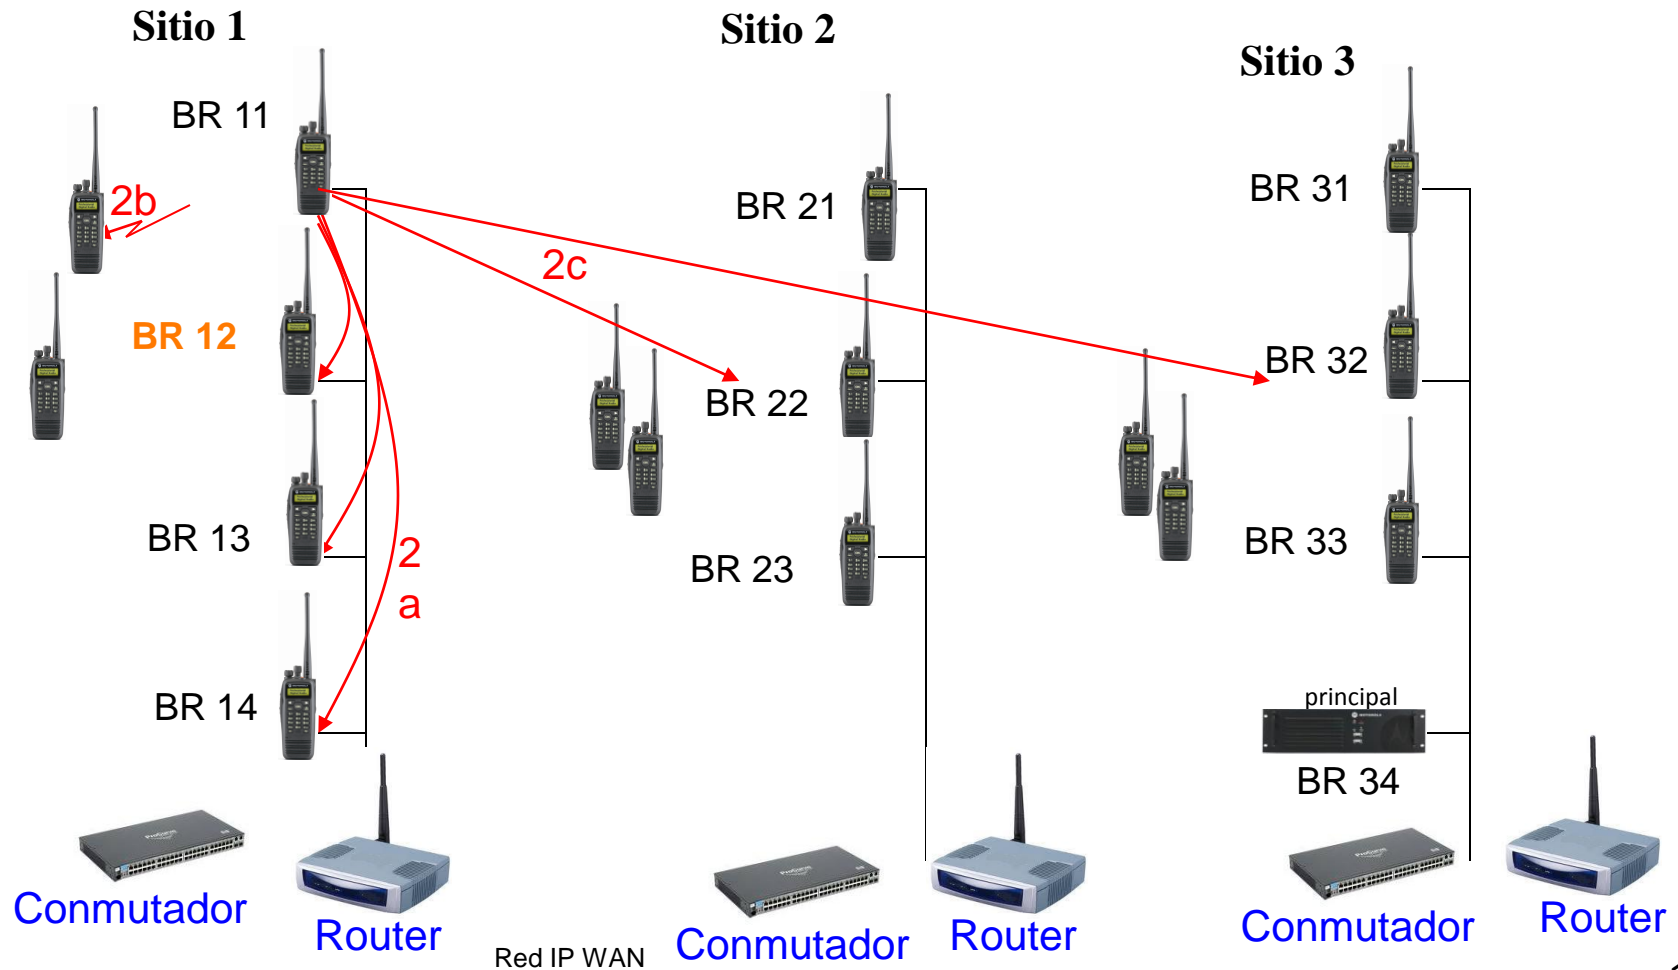 Sitio 1
Sitio 2
Sitio 3
BR 11
2b
BR 21
BR 31
2c
BR 12
BR 22
BR 32
BR 13
2
a
BR 23
BR 33
BR 14
principal
BR 34
Conmutador
Router
Red IP WAN
Conmutador
Router
Conmutador
Router